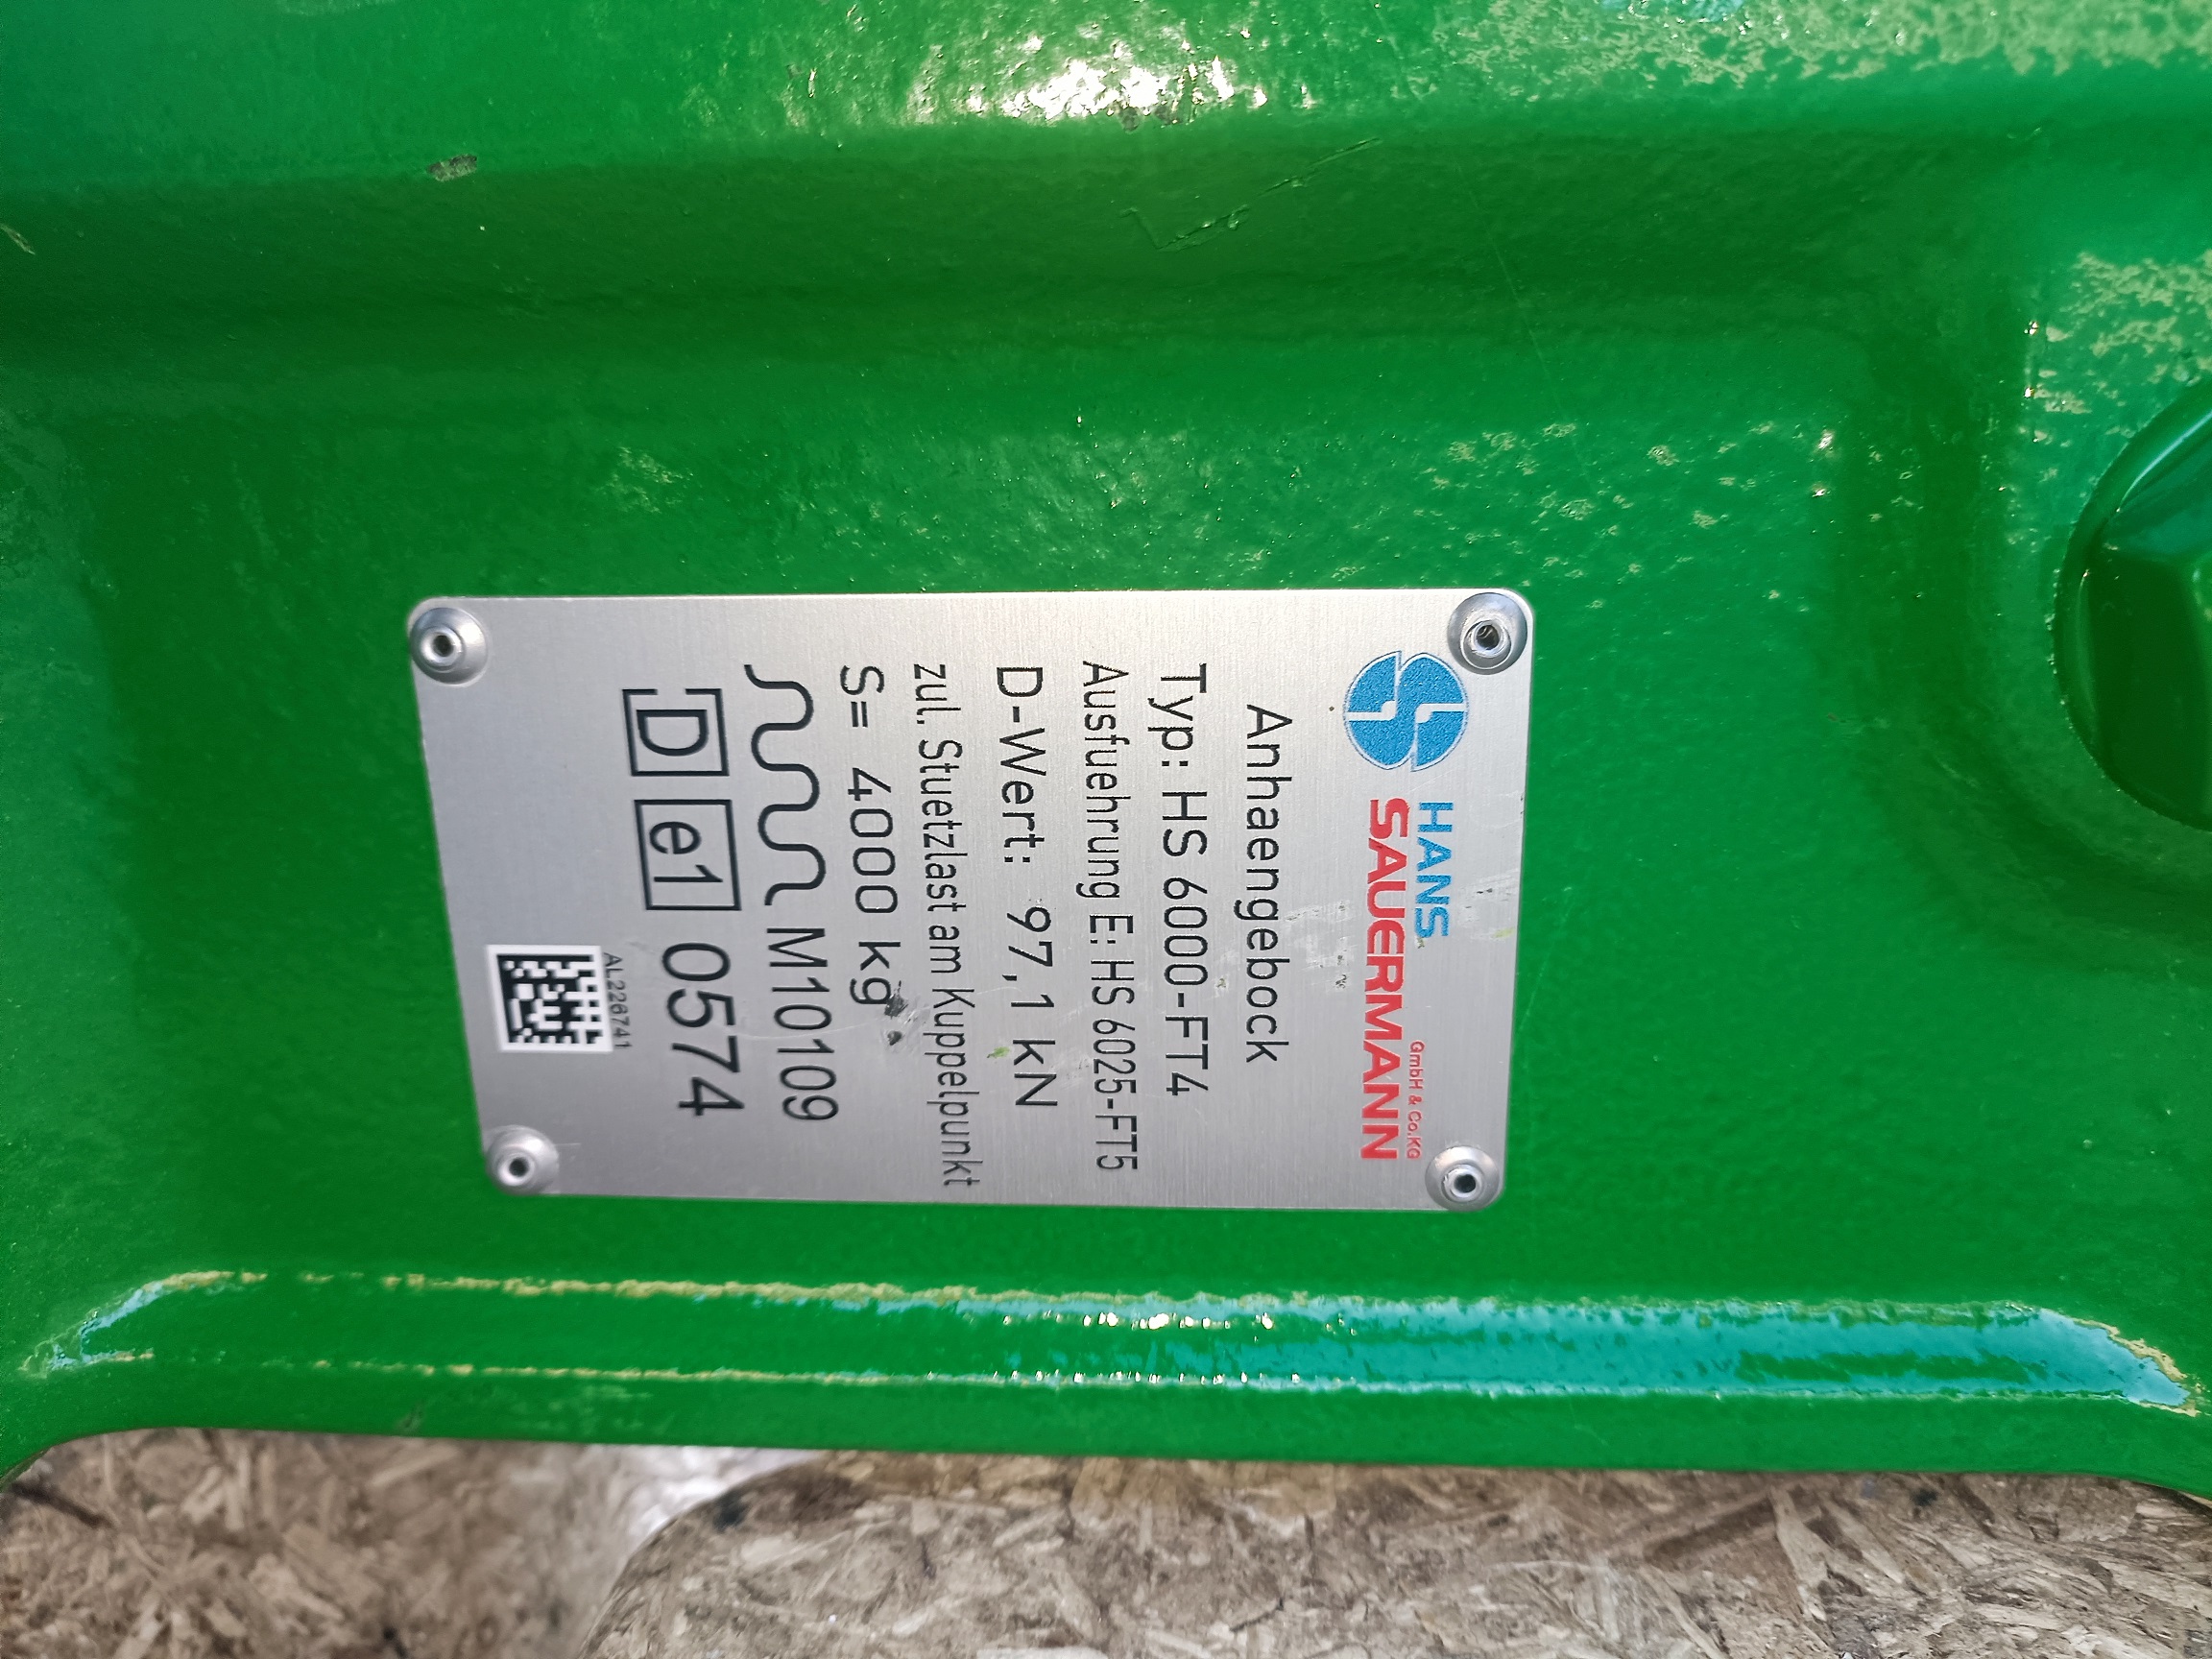 HANS
SAUERMANN
GmbH & Co.KG
Anhaengebock
Typ: HS 6000-FT4
Ausfuehrung E: HS 6025-FT5
D-Wert: 97,1 kN
zul. Stuetzlast am Kuppelpunkt
S= 4000 kg
M10109
D e1 0574
AL226741